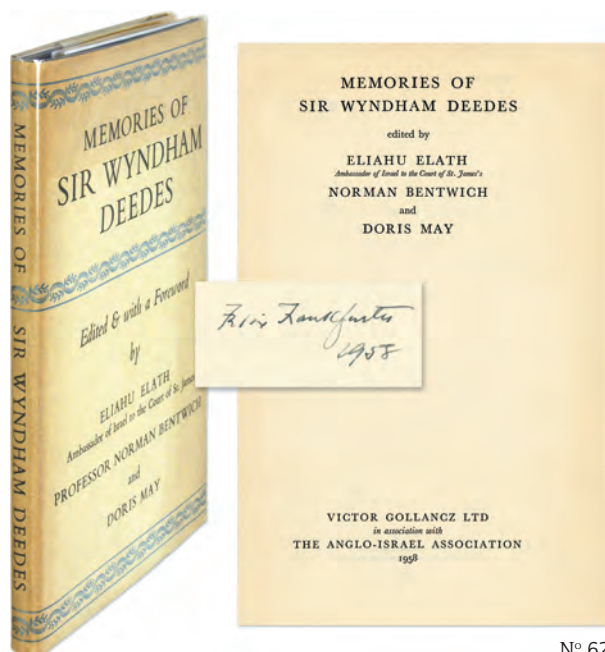 MEMORIES OF SIR WYNDHAM DEEDES
MEMORIES OF
SIR WYNDHAM
DEEDES
Edited & with a Foreword
by
ELIAHU ELATH
Ambassador of Israel to the Court of St. James
PROFESSOR NORMAN BENTWICH
and
DORIS MAY
MEMORIES OF
SIR WYNDHAM DEEDES
edited by
ELIAHU ELATH
Ambassador of Israel to the Court of St. James's
NORMAN BENTWICH
and
DORIS MAY
Felix Frankfurter
1958
VICTOR GOLLANCZ LTD
in association with
THE ANGLO-ISRAEL ASSOCIATION
1958
Nº 62